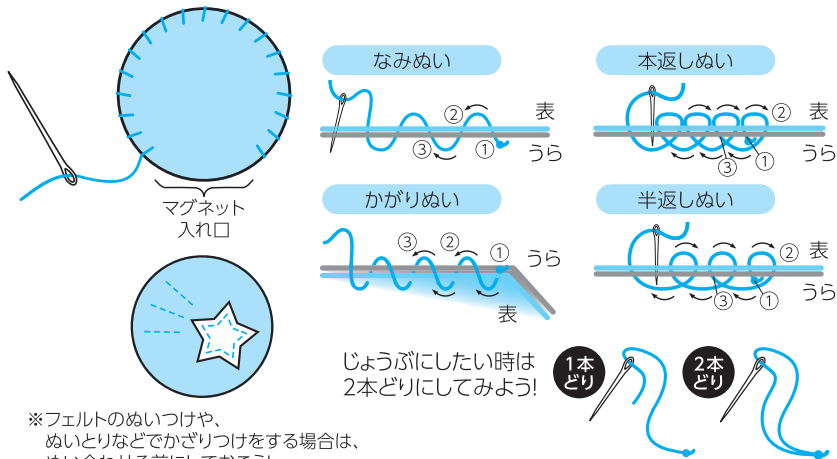 マグネット
入れ口
※フェルトのぬいつけや、
ぬいとりなどでかざりつけをする場合は、
なみぬい
②
表
③
①
うら
本返しぬい
②
表
①
③
うら
かがりぬい
③
②
①
うら
表
半返しぬい
②
表
①
③
うら
じょうぶにしたい時は
2本どりにしてみよう!
1本
どり
2本
どり